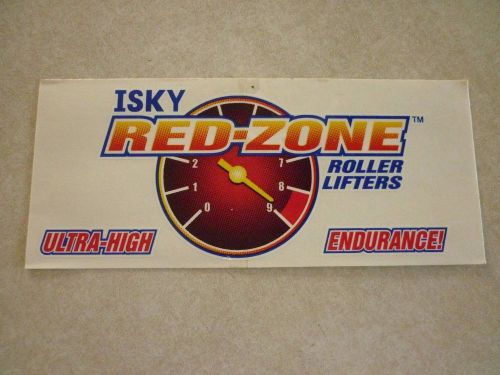 ISKY
RED-ZONE™
ROLLER
LIFTERS
2 7
1 8
0 9
ULTRA-HIGH ENDURANCE!